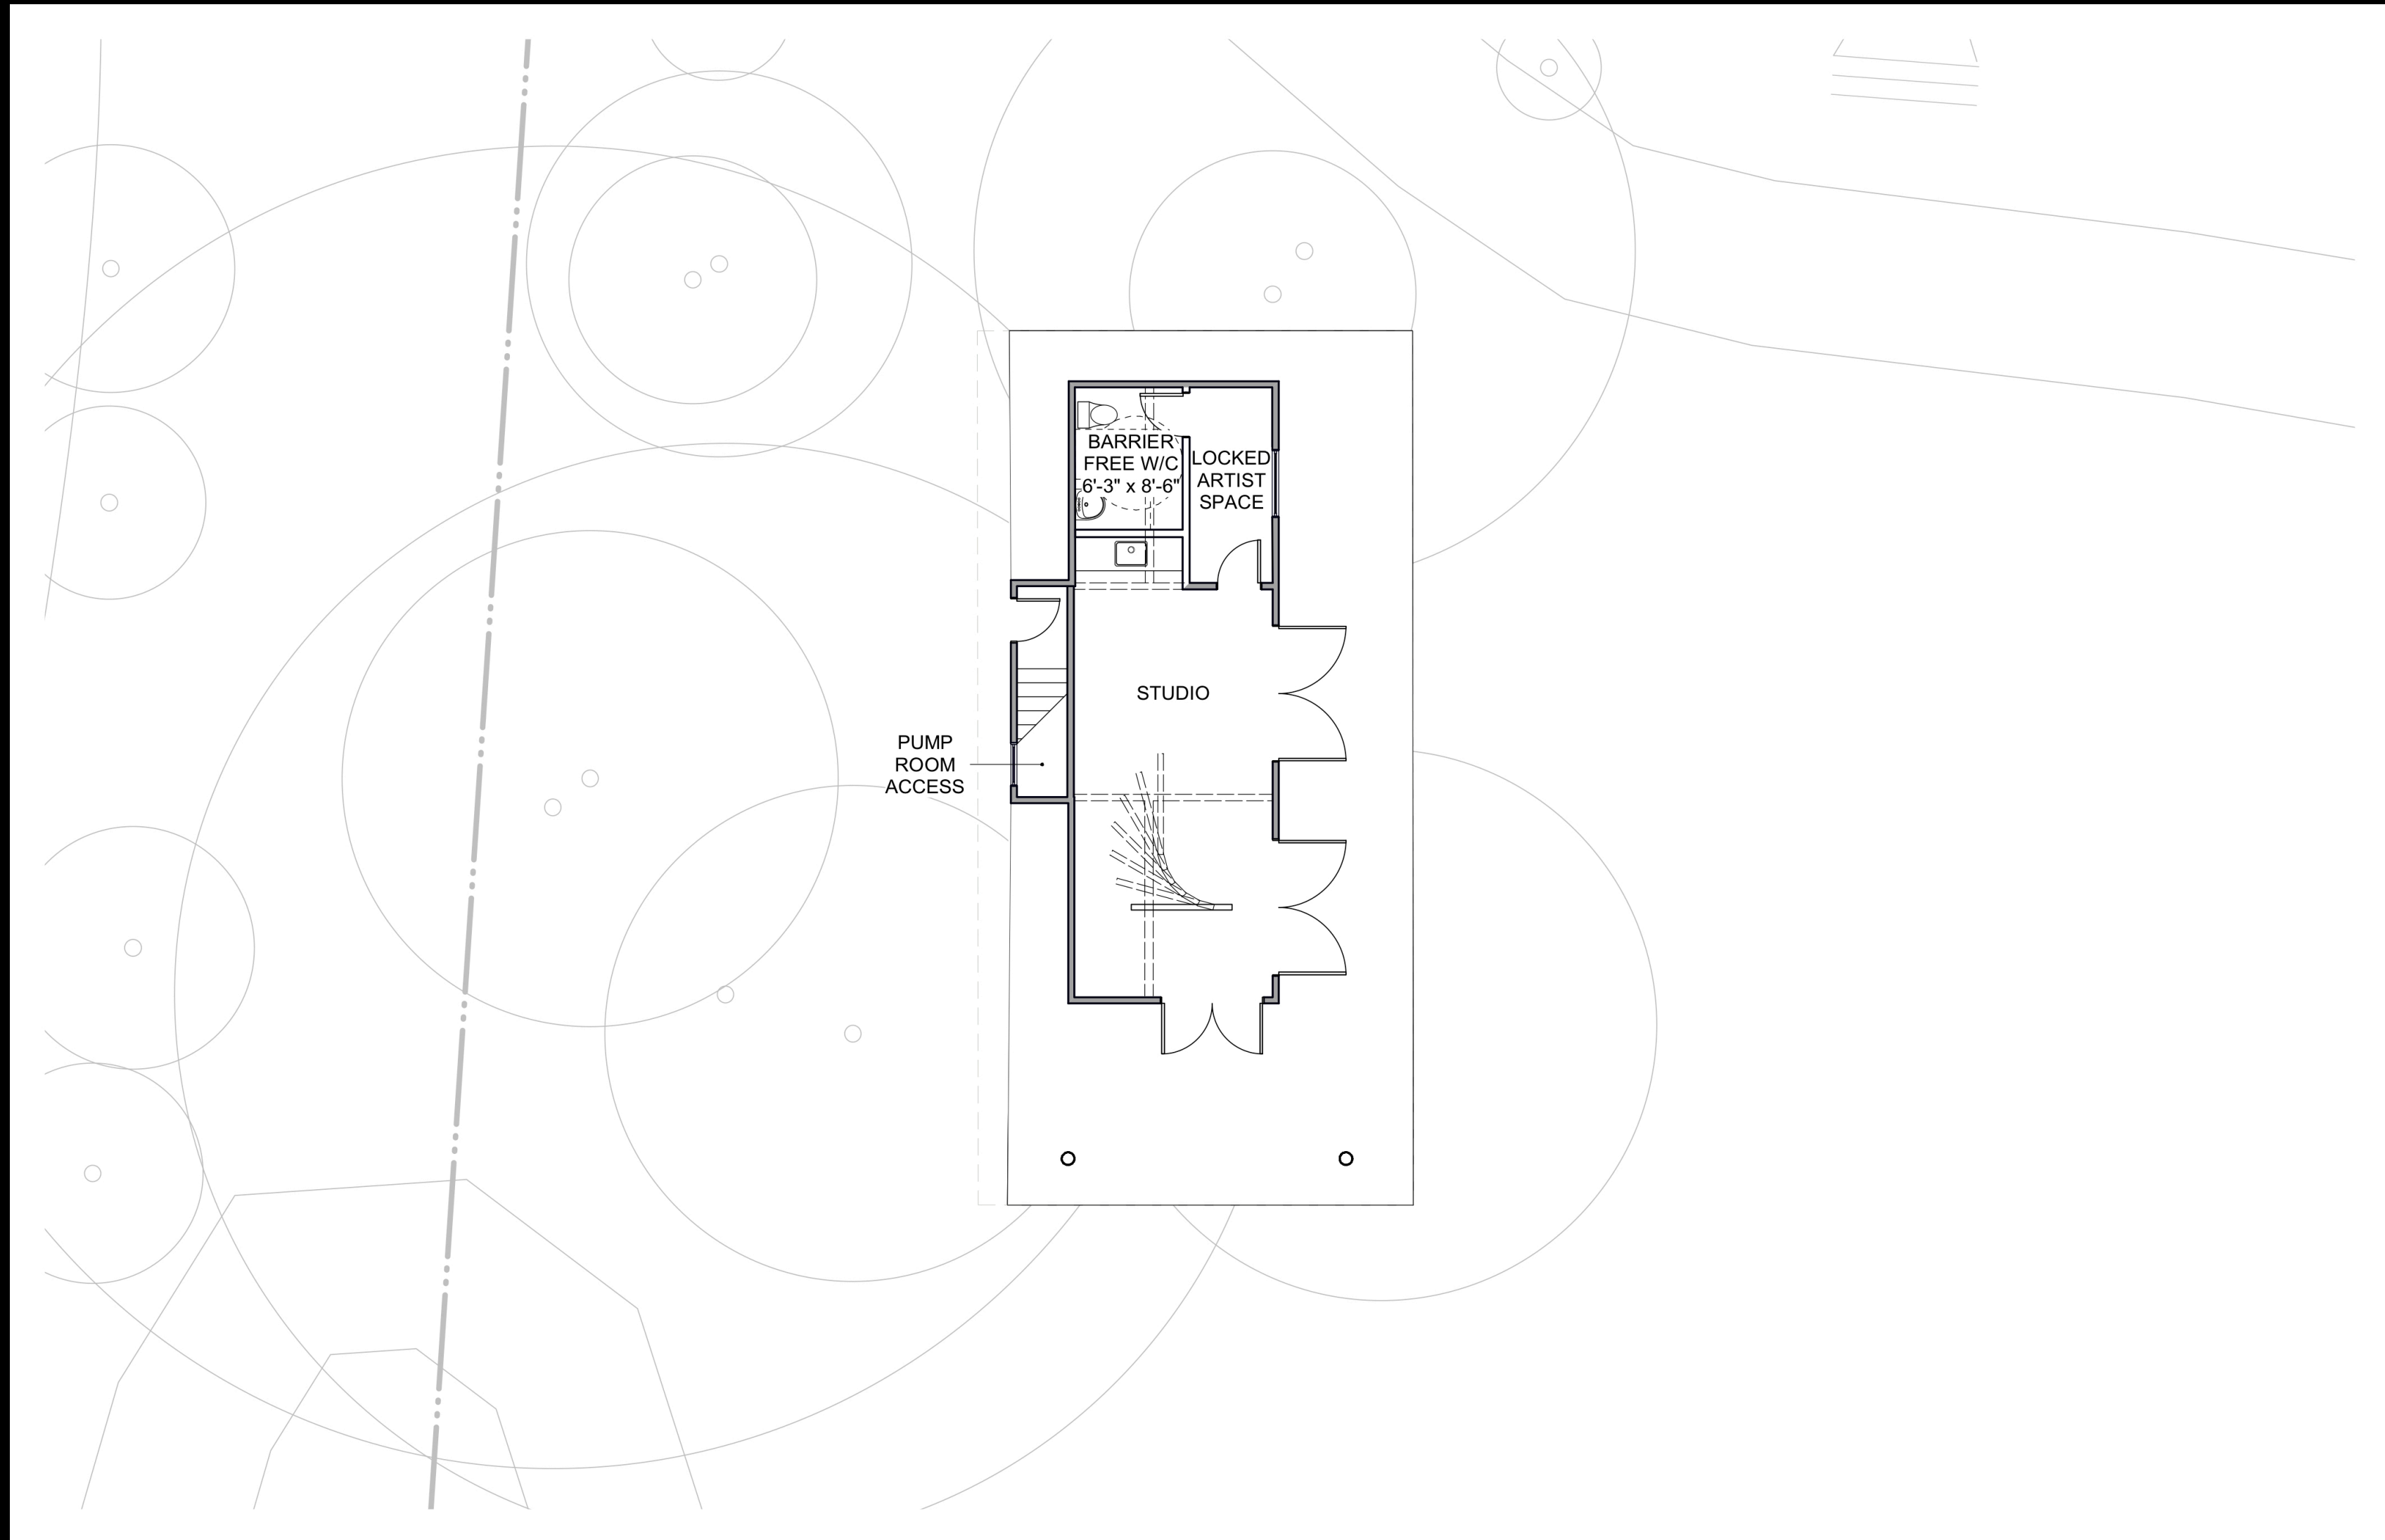 BARRIER
FREE W/C
6'-3" x 8'-6"
LOCKED
ARTIST
SPACE
STUDIO
PUMP
ROOM
ACCESS